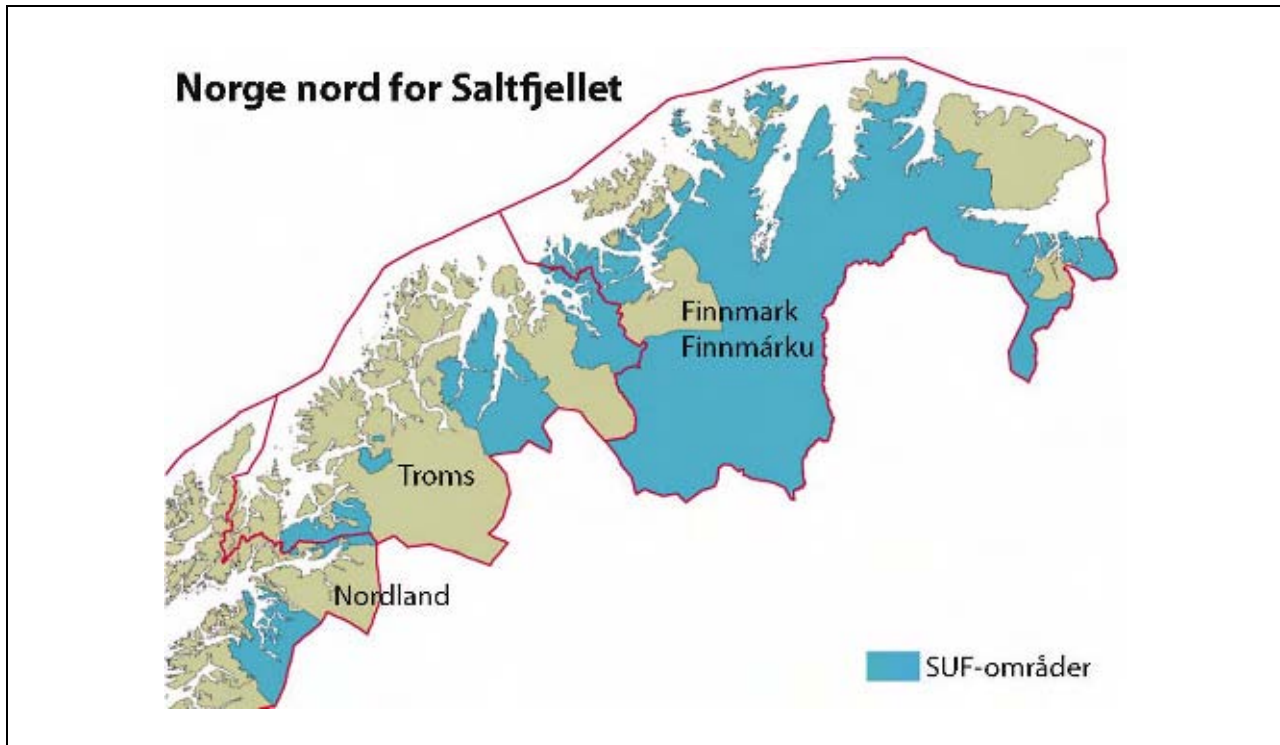 Norge nord for Saltfjellet
Finnmark
Finnmárku
Troms
Nordland
SUF-områder